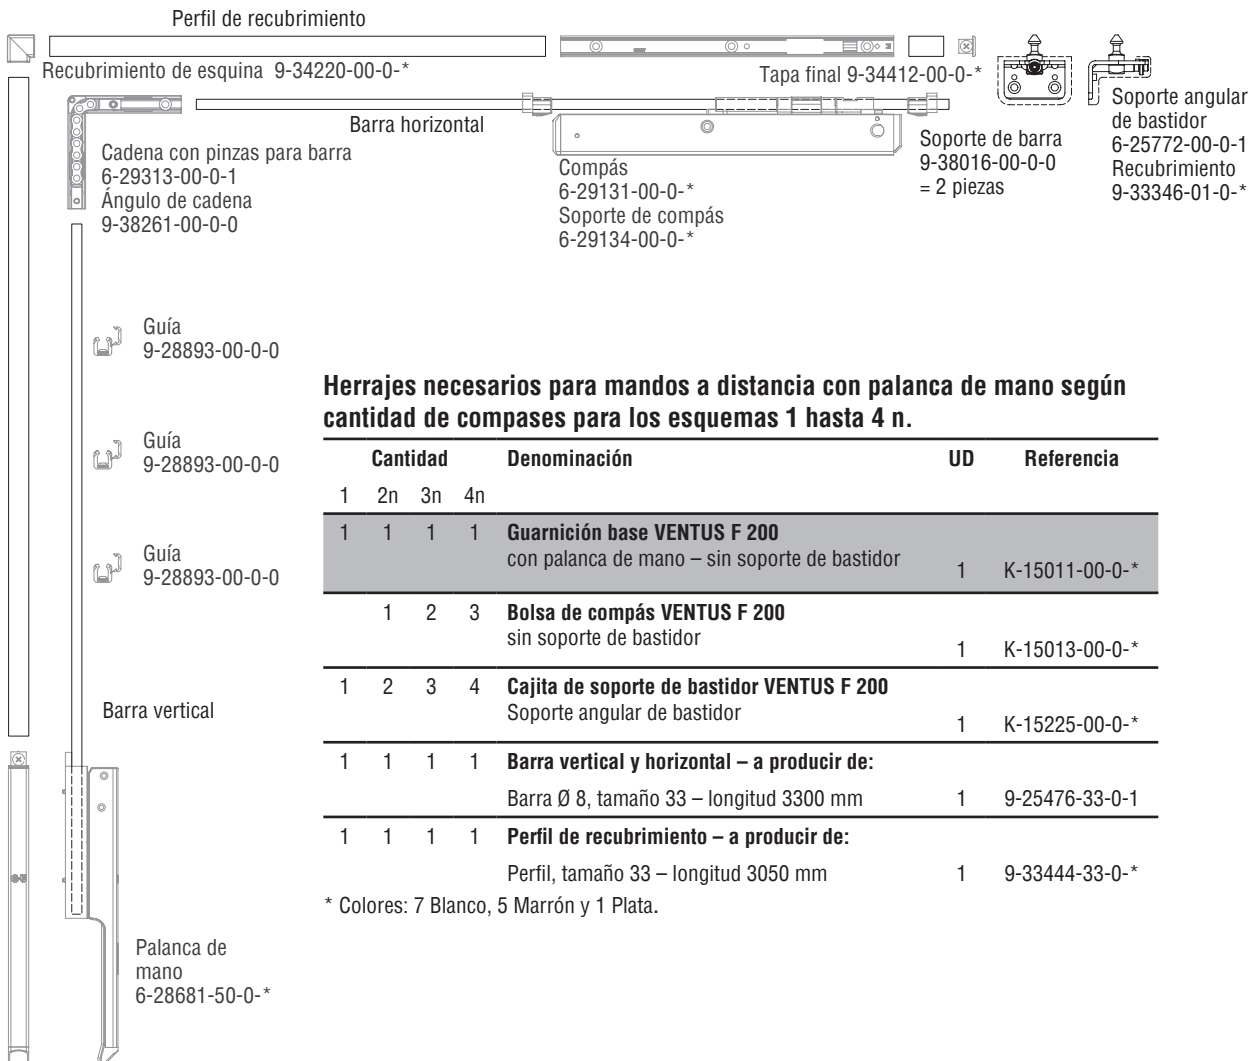 Perfil de recubrimiento
Recubrimiento de esquina 9-34220-00-0-*
Tapa final 9-34412-00-0-*
Barra horizontal
Cadena con pinzas para barra
6-29313-00-0-1
Ángulo de cadena
9-38261-00-0-0
Compás
6-29131-00-0-*
Soporte de compás
6-29134-00-0-*
Soporte de barra
9-38016-00-0-0
= 2 piezas
Soporte angular
de bastidor
6-25772-00-0-1
Recubrimiento
9-33346-01-0-*
Guía
9-28893-00-0-0
Guía
9-28893-00-0-0
Guía
9-28893-00-0-0
Barra vertical
Palanca de
mano
6-28681-50-0-*
Herrajes necesarios para mandos a distancia con palanca de mano según
cantidad de compases para los esquemas 1 hasta 4 n.
Cantidad Denominación UD Referencia
1 2n 3n 4n
1 1 1 1 Guarnición base VENTUS F 200
con palanca de mano – sin soporte de bastidor 1 K-15011-00-0-*
1 2 3 Bolsa de compás VENTUS F 200
sin soporte de bastidor 1 K-15013-00-0-*
1 2 3 4 Cajita de soporte de bastidor VENTUS F 200
Soporte angular de bastidor 1 K-15225-00-0-*
1 1 1 1 Barra vertical y horizontal – a producir de:
Barra Ø 8, tamaño 33 – longitud 3300 mm 1 9-25476-33-0-1
1 1 1 1 Perfil de recubrimiento – a producir de:
Perfil, tamaño 33 – longitud 3050 mm 1 9-33444-33-0-*
* Colores: 7 Blanco, 5 Marrón y 1 Plata.